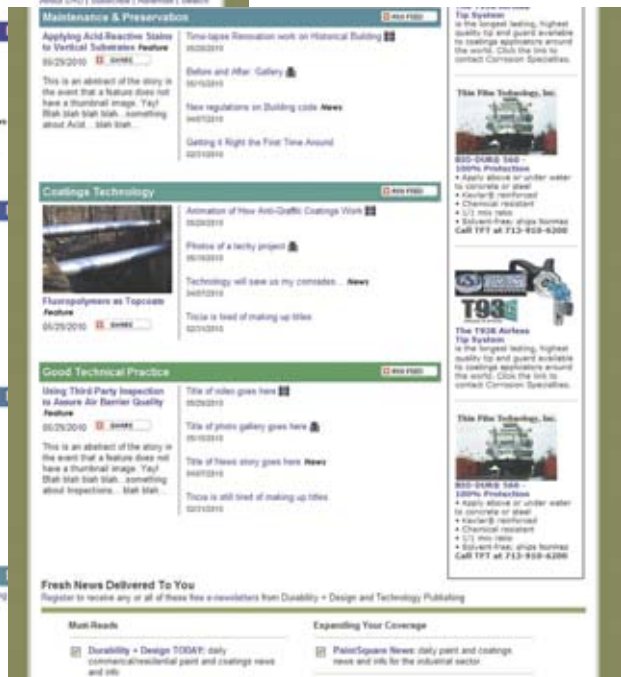 Maintenance & Preservation
RSS FEED
Applying Acid-Reactive Stains
to Vertical Substrates Feature
05/29/2010 SHARE
This is an abstract of the story in
the event that a feature does not
have a thumbnail image. Yay!
Blah blah blah blah... something
about Acid... blah blah...
Time-lapse Renovation work on Historical Building
05/29/2010
Before and After: Gallery
05/15/2010
New regulations on Building code News
04/07/2010
Getting it Right the First Time Around
02/31/2010
Coatings Technology
RSS FEED
Fluoropolymers as Topcoats
Feature
05/29/2010 SHARE
Animation of How Anti-Graffiti Coatings Work
05/29/2010
Photos of a techy project
05/15/2010
Technology will save us my comrades... News
04/07/2010
Tricia is tired of making up titles
02/31/2010
Good Technical Practice
RSS FEED
Using Third-Party Inspection
to Assure Air Barrier Quality
Feature
05/29/2010 SHARE
This is an abstract of the story in
the event that a feature does not
have a thumbnail image. Yay!
Blah blah blah blah... something
about Inspections... blah blah...
Title of video goes here
05/29/2010
Title of photo gallery goes here
05/15/2010
Title of News story goes here News
04/07/2010
Tricia is still tired of making up titles
02/31/2010
Tip System
is the longest lasting, highest
quality tip and guard available
to coatings applicators around
the world. Click the link to
contact Corrosion Specialties.
Thin Film Technology, Inc.
BIO-DUR® 560 -
100% Protection
• Apply above or under water
to concrete or steel
• Kevlar® reinforced
• Chemical resistant
• 1/1 mix ratio
• Solvent-free; ships Nonhaz
Call TFT at 713-910-6200
T93R
The T93R Airless
Tip System
is the longest lasting, highest
quality tip and guard available
to coatings applicators around
the world. Click the link to
contact Corrosion Specialties.
Thin Film Technology, Inc.
BIO-DUR® 560 -
100% Protection
• Apply above or under water
to concrete or steel
• Kevlar® reinforced
• Chemical resistant
• 1/1 mix ratio
• Solvent-free; ships Nonhaz
Call TFT at 713-910-6200
Fresh News Delivered To You
Register to receive any or all of these free e-newsletters from Durability + Design and Technology Publishing
Must-Reads
Durability + Design TODAY: daily
commercial/residential paint and coatings news
and info
Expanding Your Coverage
PaintSquare News: daily paint and coatings
news and info for the industrial sector